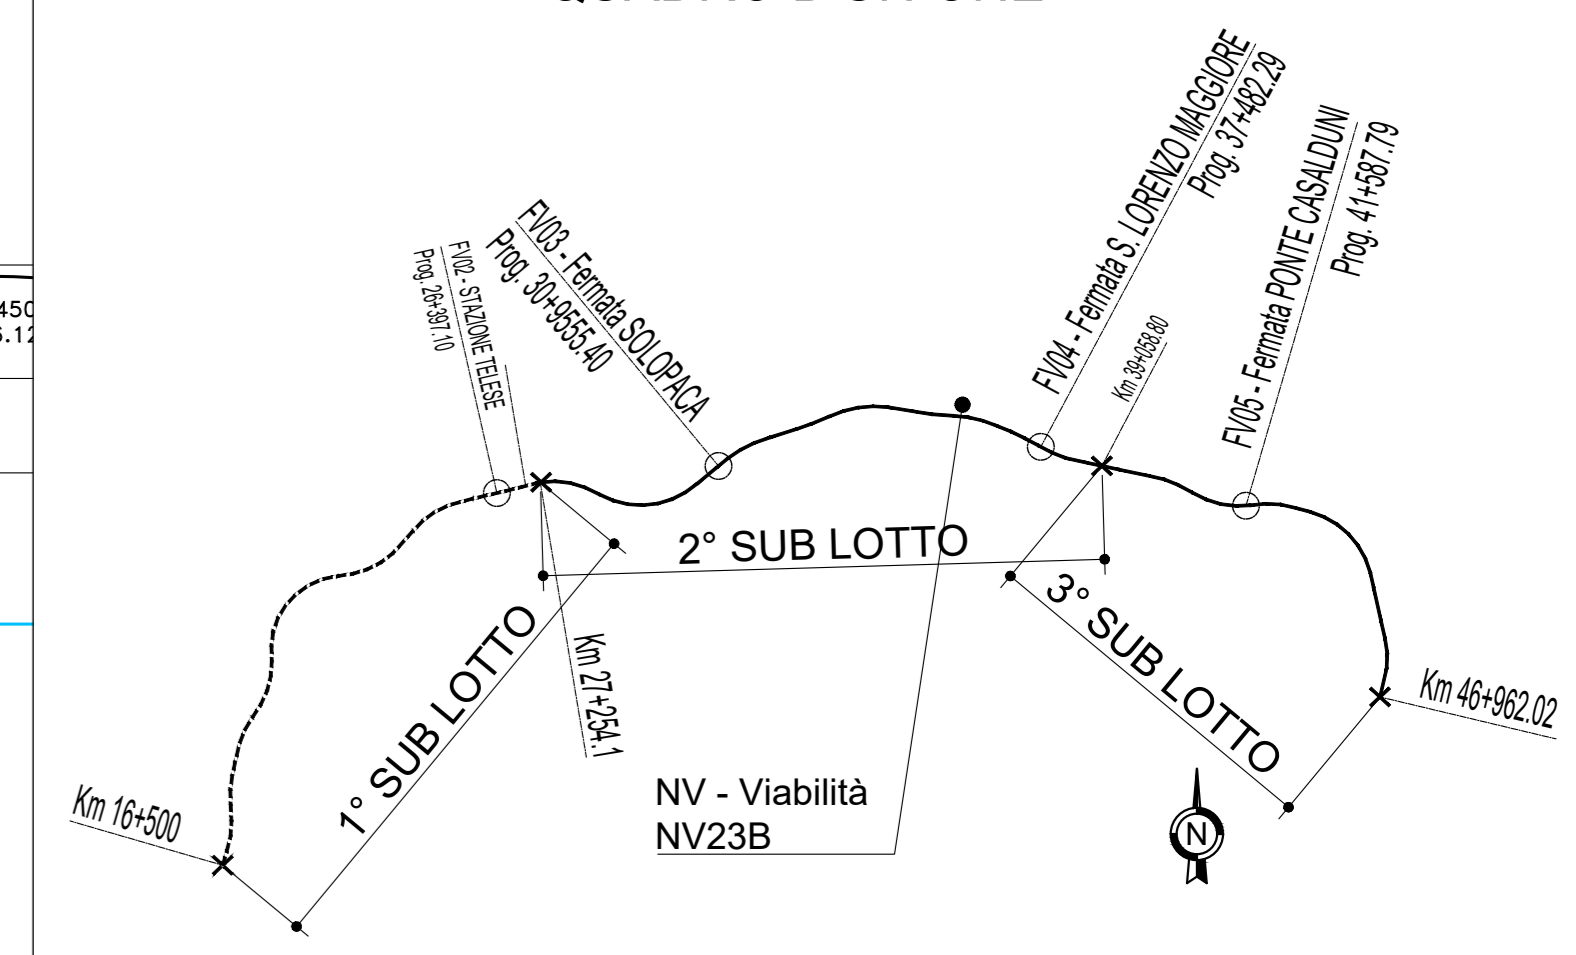 FV04 - Fermata S. LORENZO MAGGIORE
Prog. 37+482.29
FV05 - Fermata PONTE CASALDUNI
Prog. 41+587.79
FV03 - Fermata SOLOPACA
Prog. 30+9555.40
FV02 - STAZIONE TELESE
Prog. 26+397.10
Km 39+058.80
2° SUB LOTTO
1° SUB LOTTO
3° SUB LOTTO
Km 27+254.1
Km 46+962.02
Km 16+500
NV - Viabilità
NV23B
N